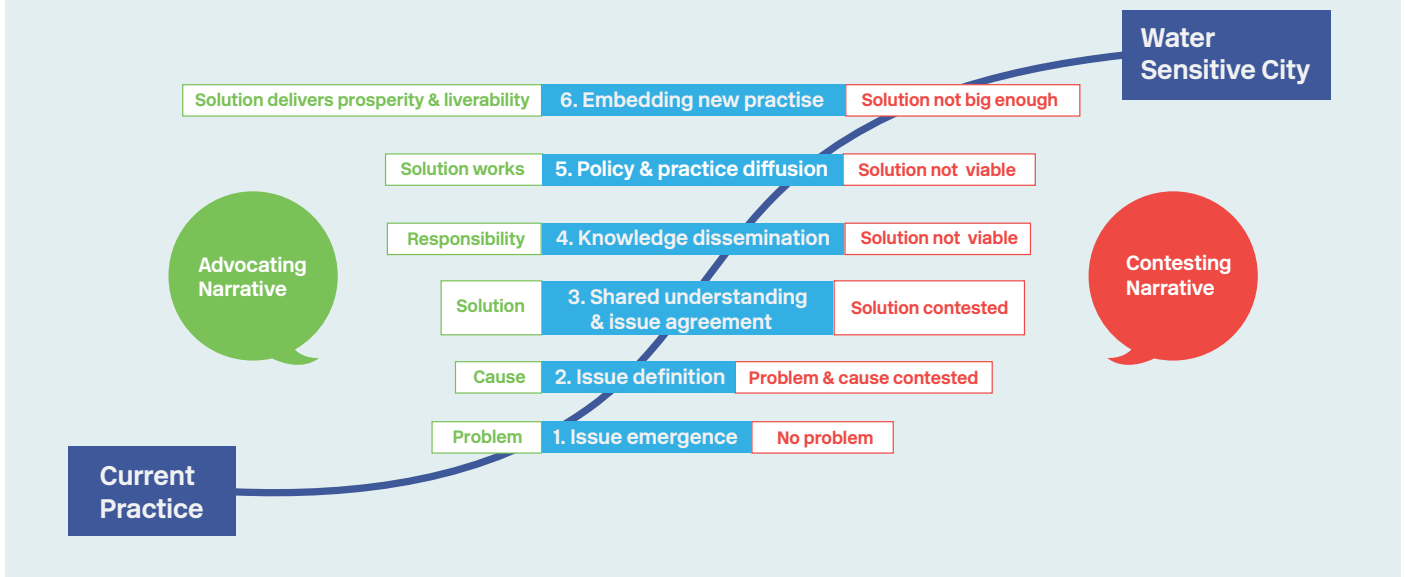 Water
Sensitive City
Solution delivers prosperity & liverability
6. Embedding new practise
Solution not big enough
Solution works
5. Policy & practice diffusion
Solution not viable
Responsibility
4. Knowledge dissemination
Solution not viable
Advocating
Narrative
Contesting
Narrative
Solution
3. Shared understanding
& issue agreement
Solution contested
Cause
2. Issue definition
Problem & cause contested
Problem
1. Issue emergence
No problem
Current
Practice